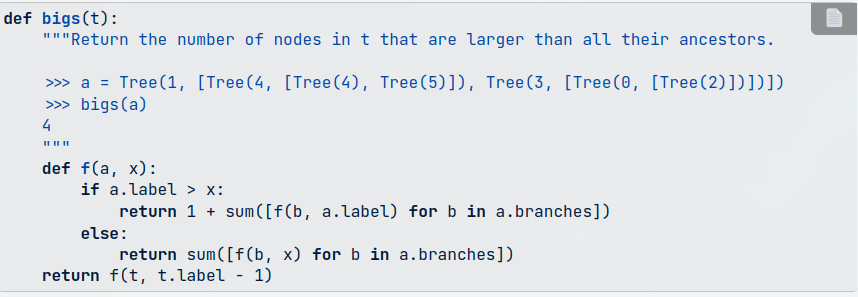 def bigs(t):
    """Return the number of nodes in t that are larger than all their ancestors.

    >>> a = Tree(1, [Tree(4, [Tree(4), Tree(5)]), Tree(3, [Tree(0, [Tree(2)])])])
    >>> bigs(a)
    4
    """
    def f(a, x):
        if a.label > x:
            return 1 + sum([f(b, a.label) for b in a.branches])
        else:
            return sum([f(b, x) for b in a.branches])
    return f(t, t.label - 1)